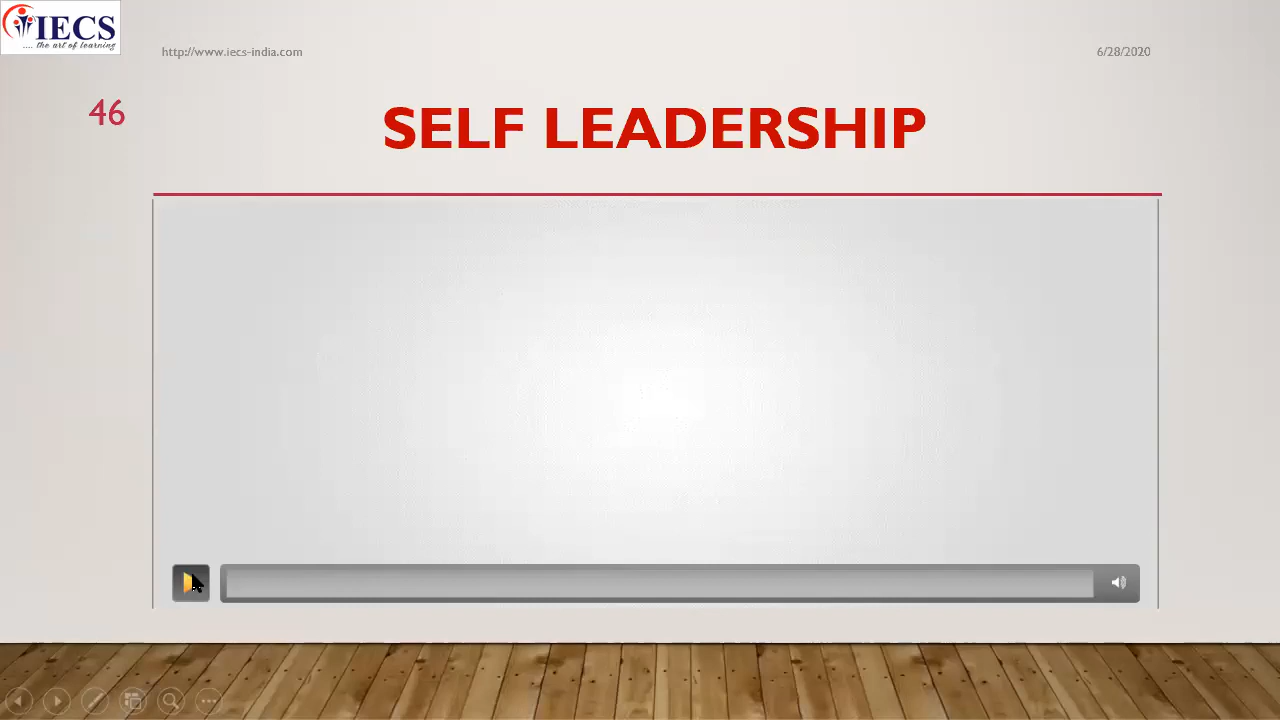 IECS
.... the art of learning
http://www.iecs-india.com
6/28/2020
46
SELF LEADERSHIP